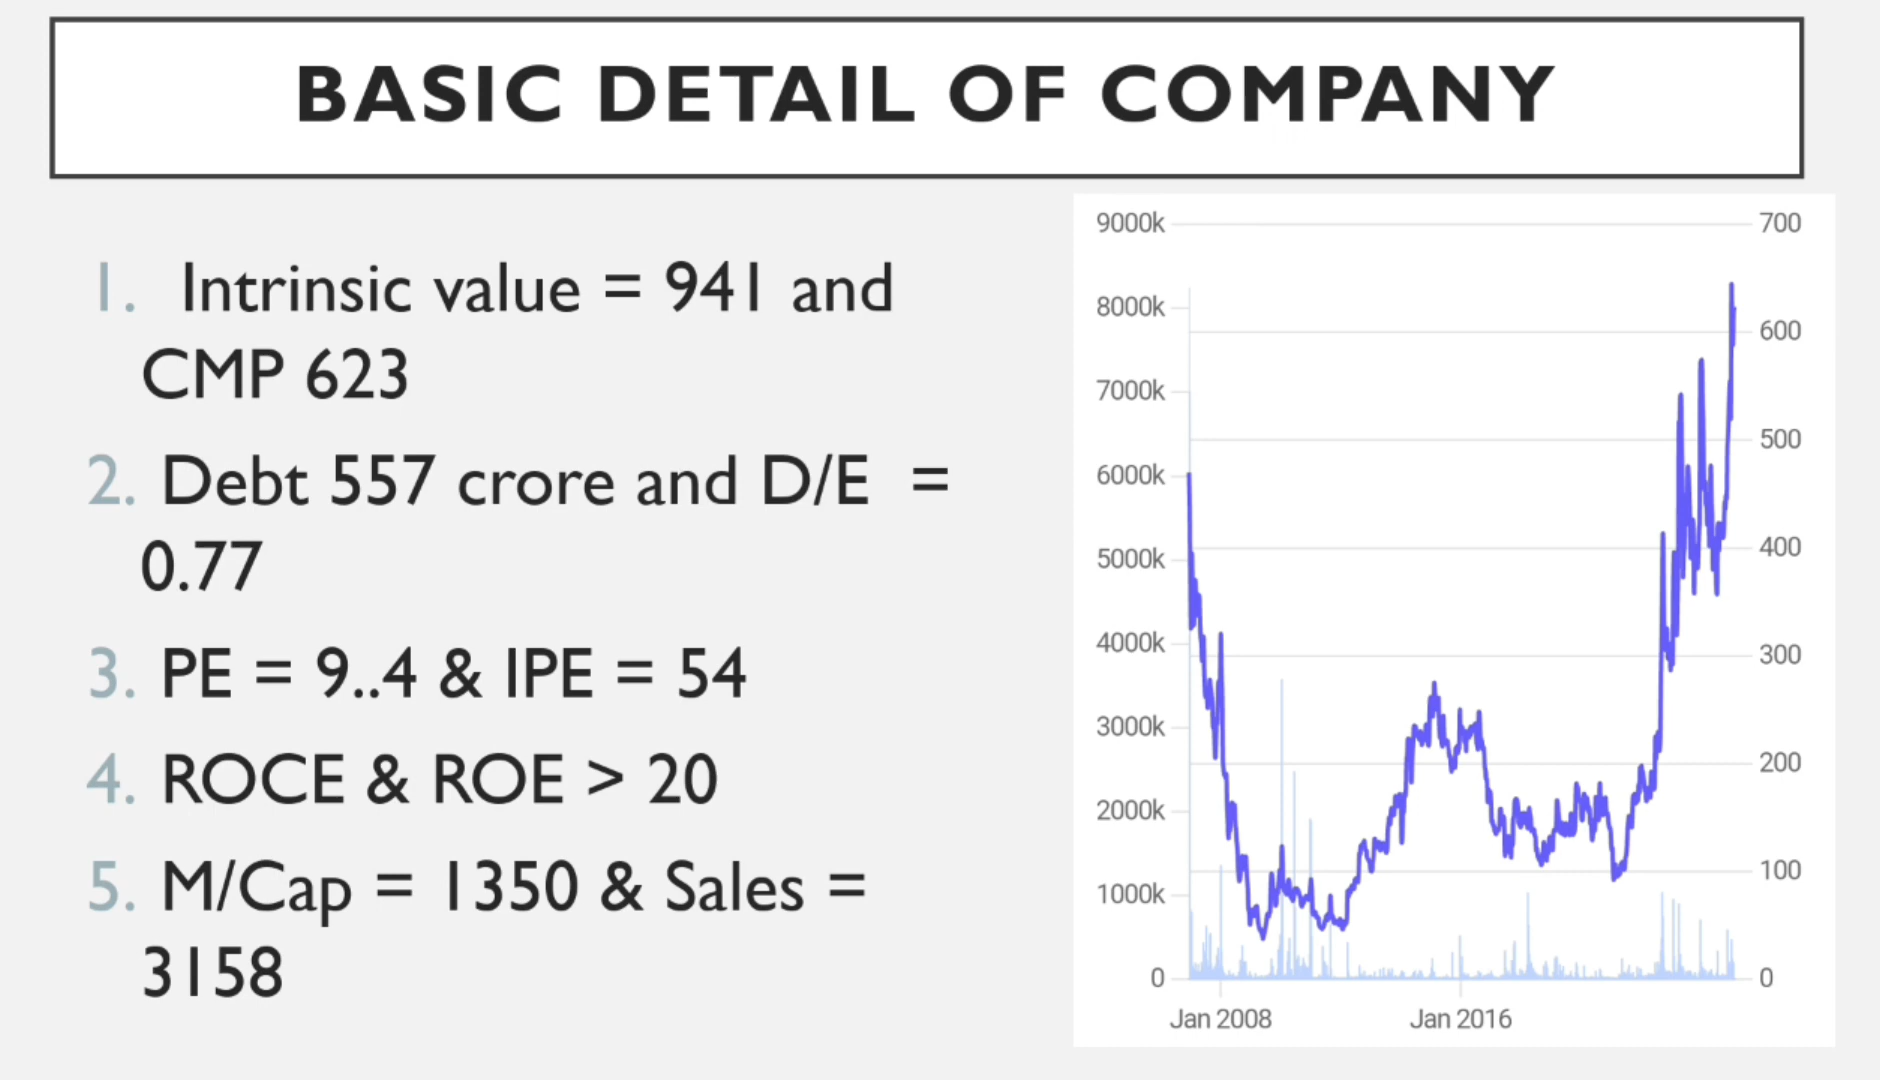 BASIC DETAIL OF COMPANY
1. Intrinsic value = 941 and
CMP 623
2. Debt 557 crore and D/E =
0.77
3. PE = 9..4 & IPE = 54
4. ROCE & ROE > 20
5. M/Cap = 1350 & Sales =
3158
9000k 700
8000k
600
7000k
500
6000k
5000k
400
4000k
300
3000k
200
2000k
100
1000k
0 0
Jan 2008 Jan 2016